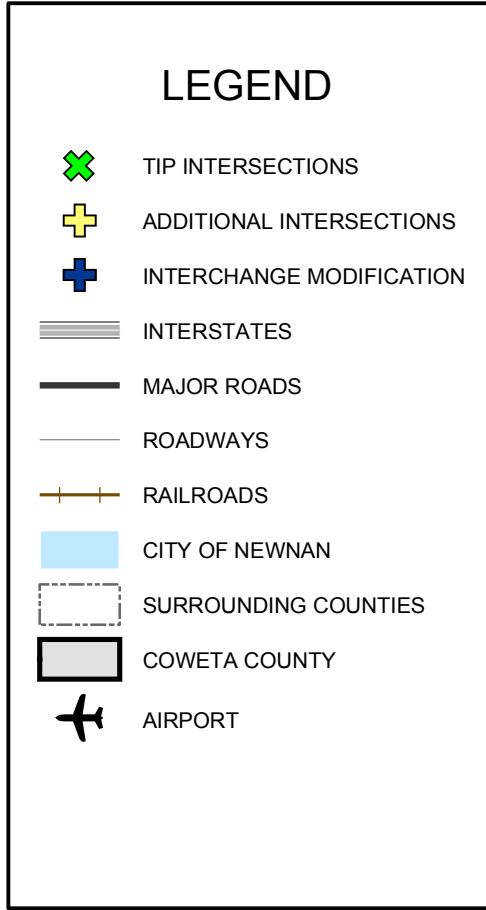 LEGEND
TIP INTERSECTIONS
ADDITIONAL INTERSECTIONS
INTERCHANGE MODIFICATION
INTERSTATES
MAJOR ROADS
ROADWAYS
RAILROADS
CITY OF NEWNAN
SURROUNDING COUNTIES
COWETA COUNTY
AIRPORT